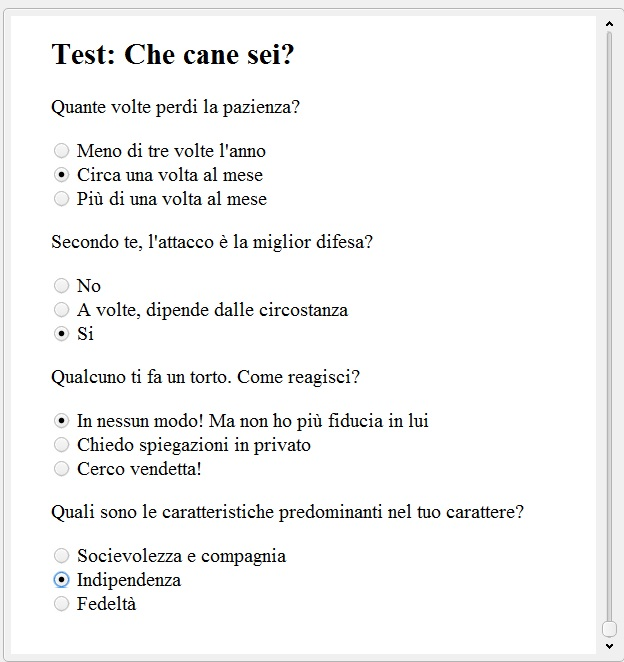 Test: Che cane sei?
Quante volte perdi la pazienza?
Meno di tre volte l'anno
Circa una volta al mese
Più di una volta al mese
Secondo te, l'attacco è la miglior difesa?
No
A volte, dipende dalle circostanza
Si
Qualcuno ti fa un torto. Come reagisci?
In nessun modo! Ma non ho più fiducia in lui
Chiedo spiegazioni in privato
Cerco vendetta!
Quali sono le caratteristiche predominanti nel tuo carattere?
Socievolezza e compagnia
Indipendenza
Fedeltà